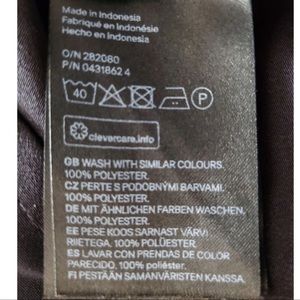 Made in Indonesia
Fabriqué en Indonésie
Hecho en Indonesia
O/N 282080
P/N 04318624
40
P
clevercare.info
GB WASH WITH SIMILAR COLOURS.
100% POLYESTER.
CZ PERTE S PODOBNÝMI BARVAMI.
100% POLYESTER.
DE MIT ÄHNLICHEN FARBEN WASCHEN.
100% POLYESTER.
EE PESE KOOS SARNAST VÄRVI
RIIETEGA. 100% POLÜESTER.
ES LAVAR CON PRENDAS DE COLOR
PARECIDO. 100% poliéster.
FI PESTÄÄN SAMANVÄRISTEN KANSSA.